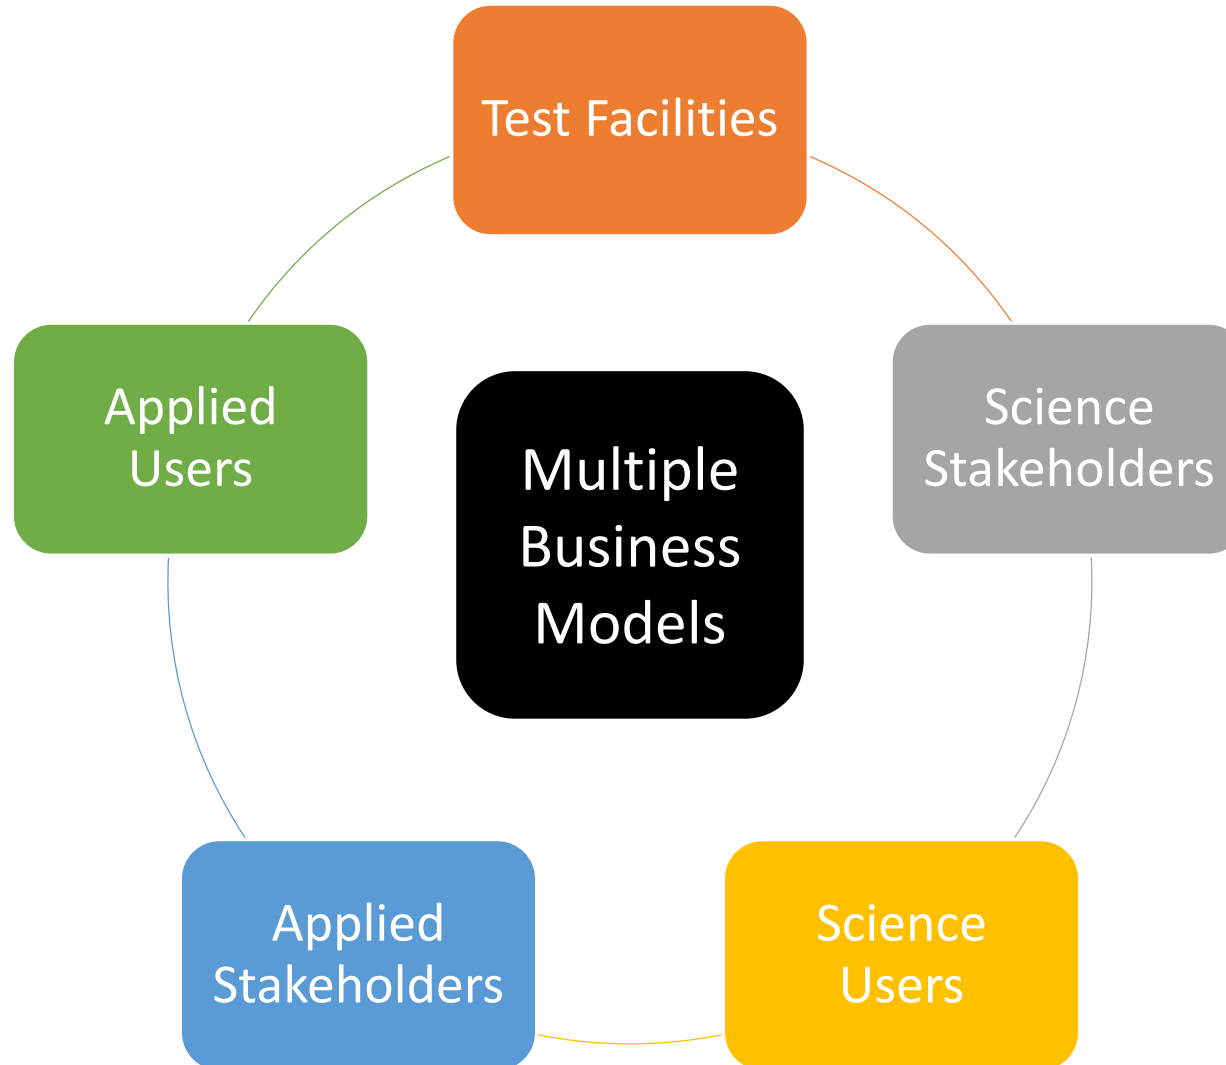 Test Facilities
Applied
Users
Science
Stakeholders
Multiple
Business
Models
Applied
Stakeholders
Science
Users